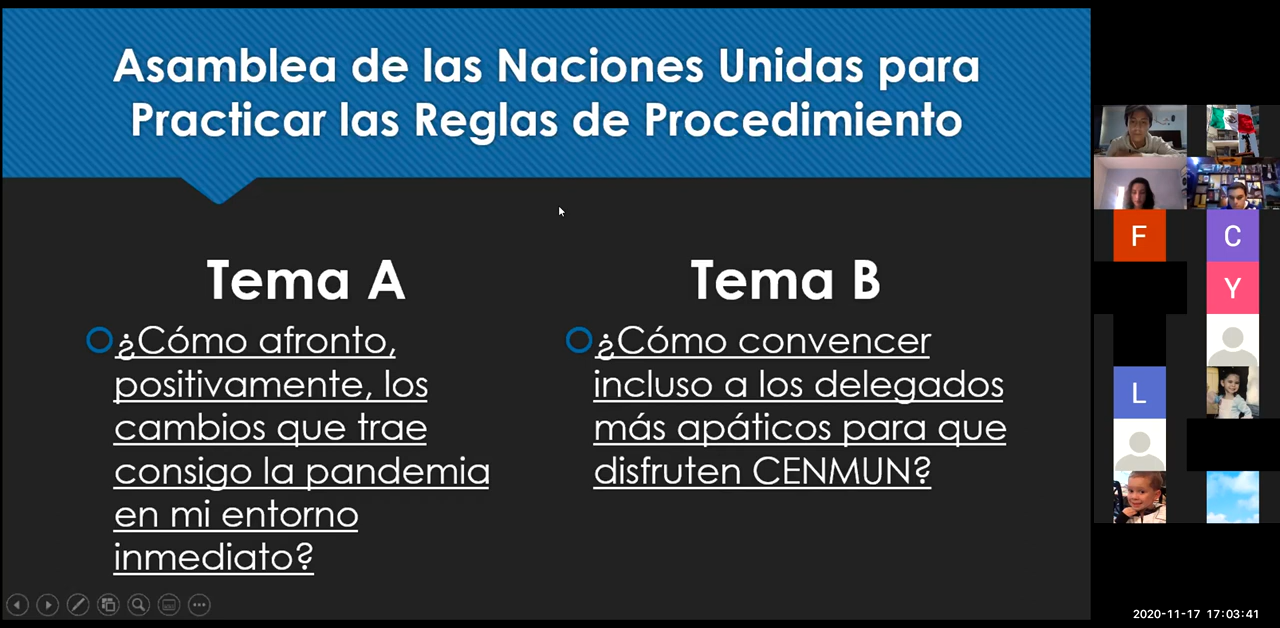 Asamblea de las Naciones Unidas para
Practicar las Reglas de Procedimiento
Tema A
¿Cómo afronto,
positivamente, los
cambios que trae
consigo la pandemia
en mi entorno
inmediato?
Tema B
¿Cómo convencer
incluso a los delegados
más apáticos para que
disfruten CENMUN?
F
C
Y
L
2020-11-17 17:03:41